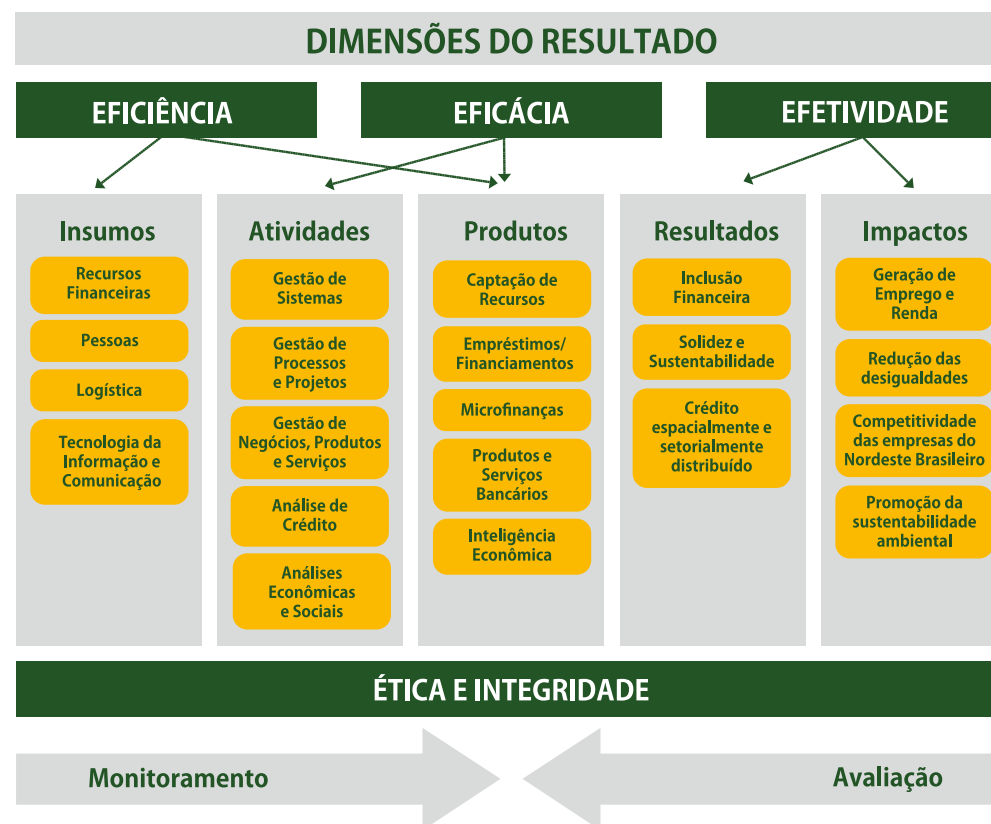 DIMENSÕES DO RESULTADO
EFICIÊNCIA
EFICÁCIA
EFETIVIDADE
Insumos
Recursos
Financeiras
Pessoas
Logística
Tecnologia da
Informação e
Comunicação
Atividades
Gestão de
Sistemas
Gestão de
Processos
e Projetos
Gestão de
Negócios, Produtos
e Serviços
Análise de
Crédito
Análises
Econômicas
e Sociais
Produtos
Captação de
Recursos
Empréstimos/
Financiamentos
Microfinanças
Produtos e
Serviços
Bancários
Inteligência
Econômica
Resultados
Inclusão
Financeira
Solidez e
Sustentabilidade
Crédito
espacialmente e
setorialmente
distribuído
Impactos
Geração de
Emprego e
Renda
Redução das
desigualdades
Competitividade
das empresas do
Nordeste Brasileiro
Promoção da
sustentabilidade
ambiental
ÉTICA E INTEGRIDADE
Monitoramento
Avaliação